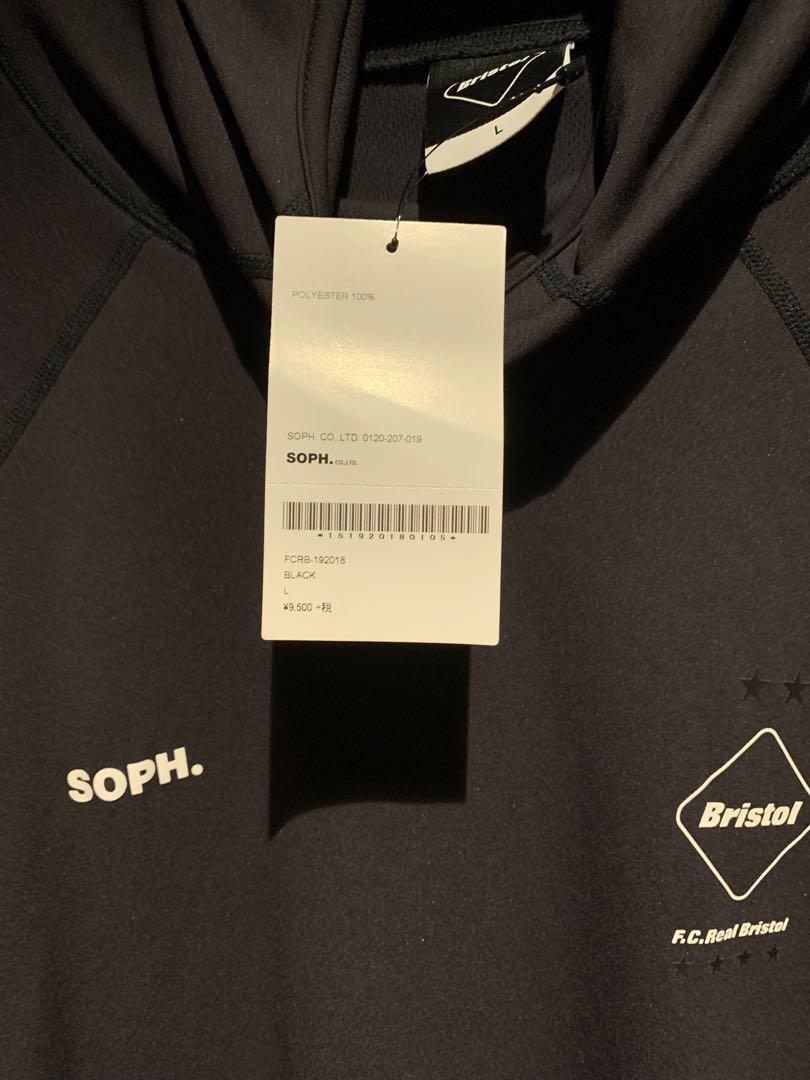 Bristol
L
POLYESTER 100%
SOPH. CO.,LTD. 0120-207-019
SOPH. CO.,LTD.
*151920180105*
FCRB-192018
BLACK
L
¥9,500 +税
SOPH.
Bristol
F.C.Real Bristol